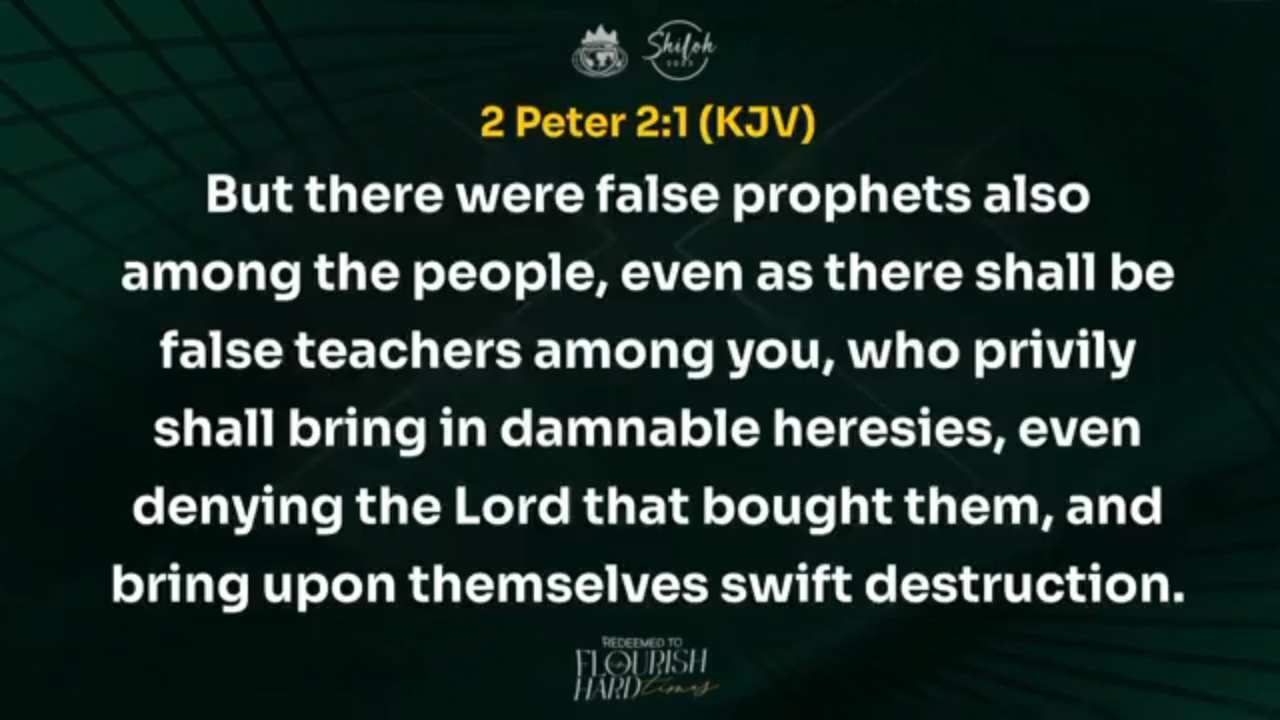 Shiloh
2 Peter 2:1 (KJV)
But there were false prophets also
among the people, even as there shall be
false teachers among you, who privily
shall bring in damnable heresies, even
denying the Lord that bought them, and
bring upon themselves swift destruction.
REDEEMED TO
FLOURISH
HARD times